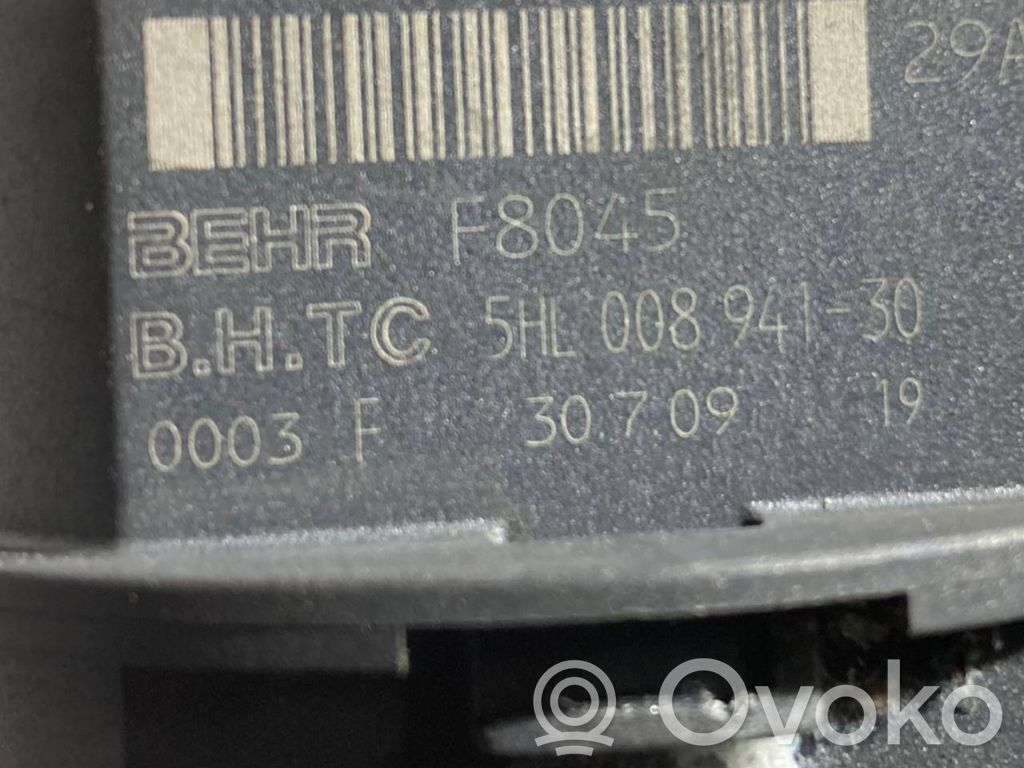 29A
BEHR F8045
B.H.TC 5HL 008 941-30
0003 F 30.7.09 19
Ovoko